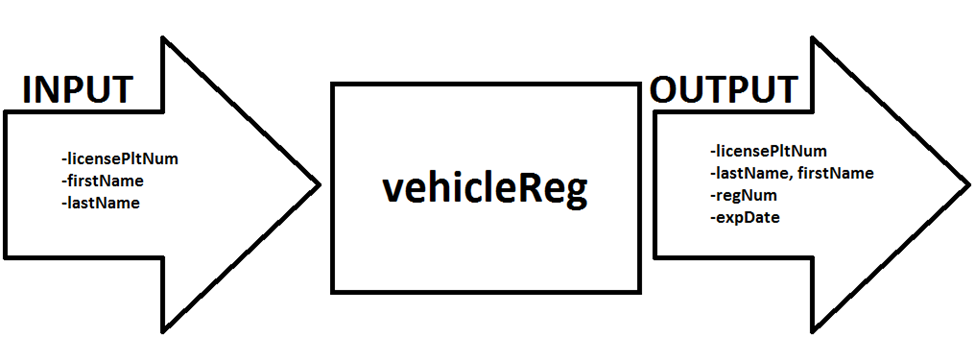 INPUT
-licensePltNum
-firstName
-lastName
vehicleReg
OUTPUT
-licensePltNum
-lastName, firstName
-regNum
-expDate